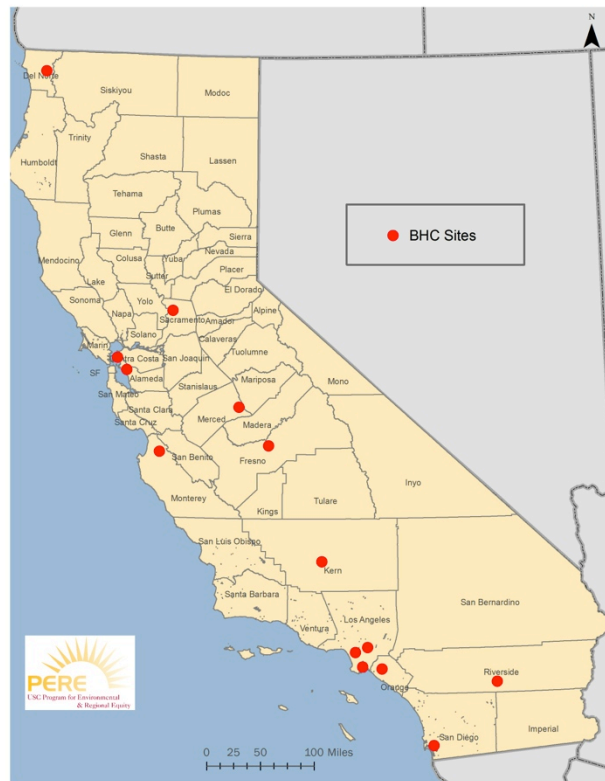 N
Del Norte
Siskiyou
Modoc
Trinity
Humboldt
Shasta
Lassen
Tehama
Plumas
Butte
Glenn
Sierra
Mendocino
Colusa
Yuba
Nevada
Lake
Sutter
Placer
El Dorado
Sonoma
Napa
Yolo
Sacramento
Amador
Alpine
Solano
Calaveras
Marin
San Joaquin
Tuolumne
SF
Alameda
Stanislaus
Mono
San Mateo
Mariposa
Santa Clara
Merced
Santa Cruz
Madera
San Benito
Fresno
Inyo
Monterey
Tulare
Kings
San Luis Obispo
Kern
San Bernardino
Santa Barbara
Ventura
Los Angeles
Orange
Riverside
San Diego
Imperial
BHC Sites
PERE
USC Program for Environmental
& Regional Equity
0 25 50 100 Miles